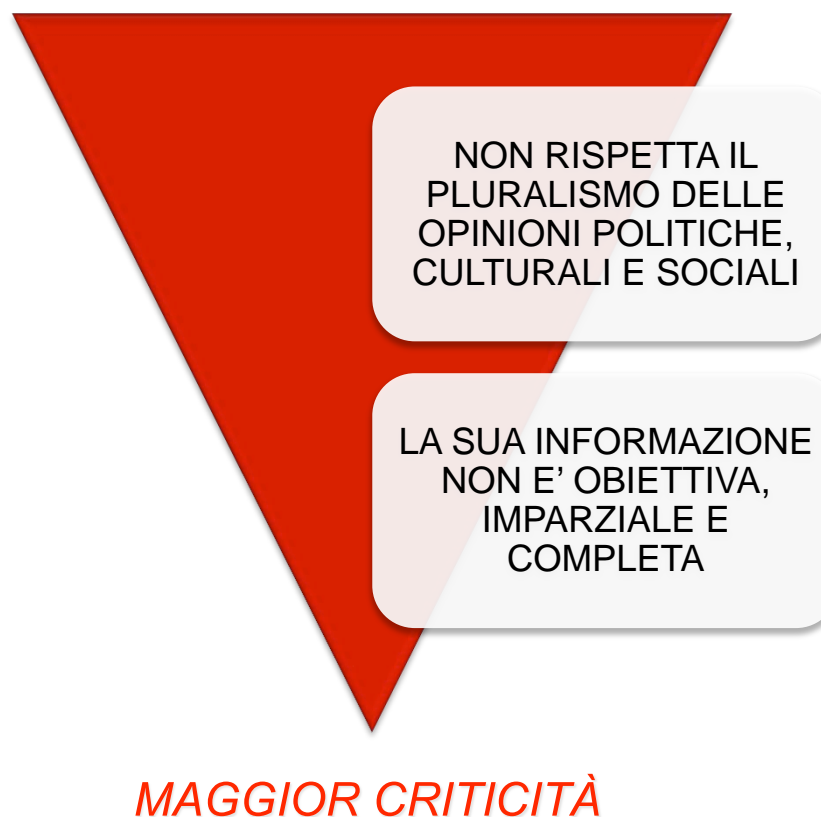 NON RISPETTA IL
PLURALISMO DELLE
OPINIONI POLITICHE,
CULTURALI E SOCIALI
LA SUA INFORMAZIONE
NON E’ OBIETTIVA,
IMPARZIALE E
COMPLETA
MAGGIOR CRITICITÀ